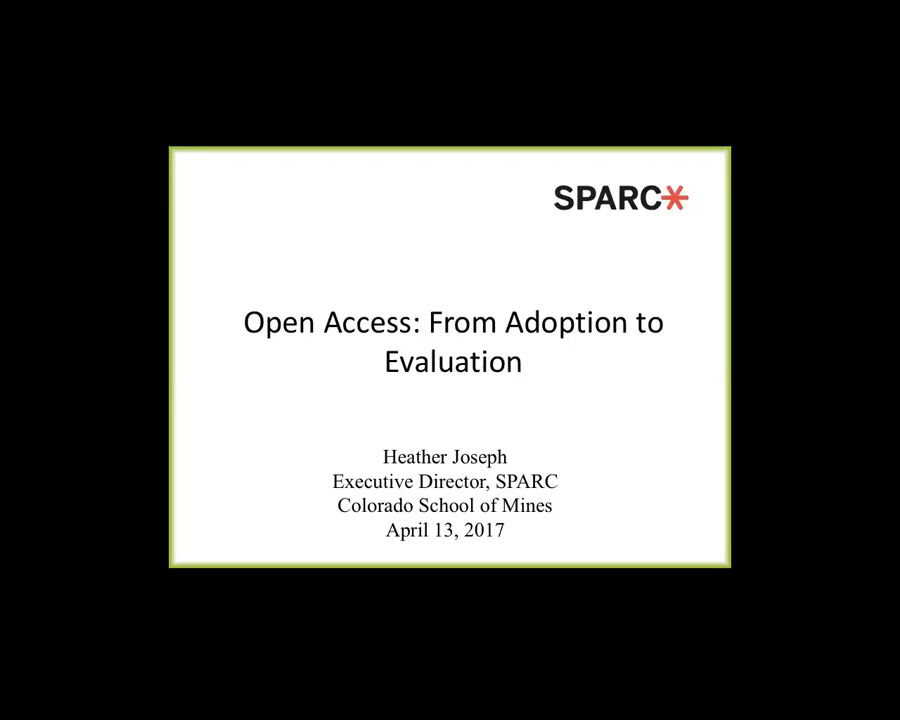 SPARC
Open Access: From Adoption to
Evaluation
Heather Joseph
Executive Director, SPARC
Colorado School of Mines
April 13, 2017